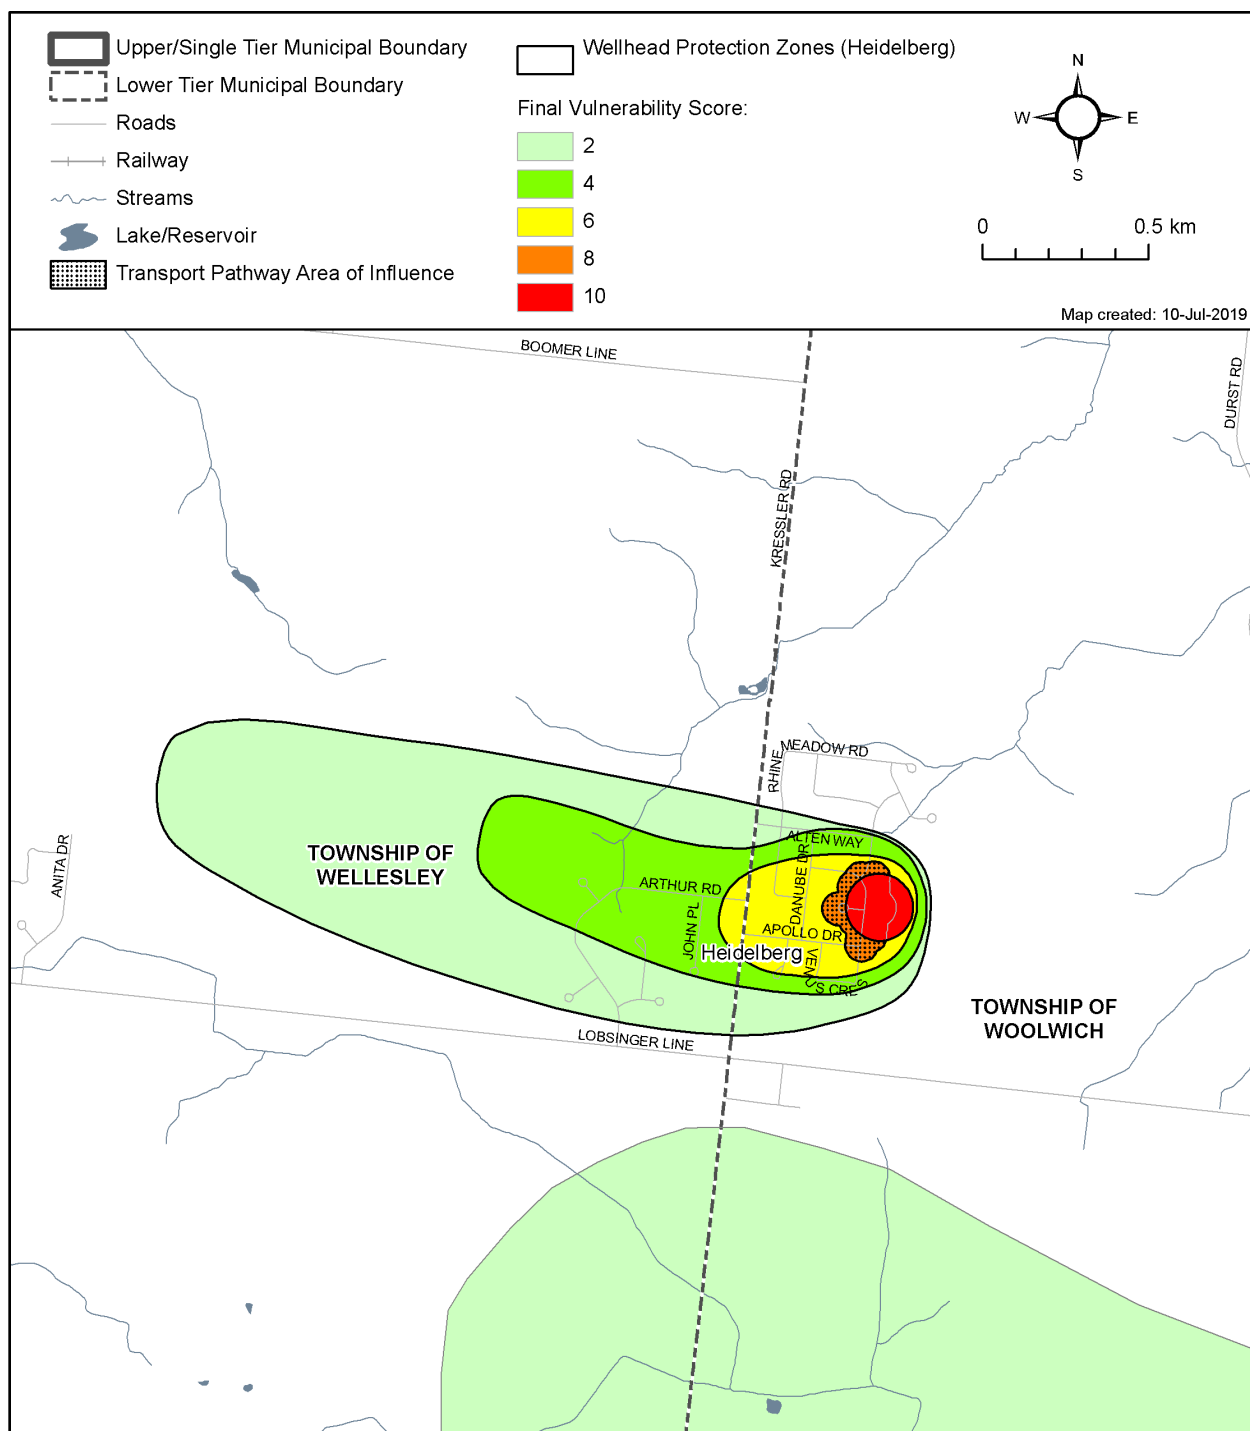 Upper/Single Tier Municipal Boundary
Lower Tier Municipal Boundary
Roads
Railway
Streams
Lake/Reservoir
Transport Pathway Area of Influence
Wellhead Protection Zones (Heidelberg)
Final Vulnerability Score:
2
4
6
8
10
N
W E
S
0 0.5 km
Map created: 10-Jul-2019
BOOMER LINE
DURST RD
KRESSLER RD
MEADOW RD
RHINE
ALTEN WAY
ANITA DR
TOWNSHIP OF
WELLESLEY
ARTHUR RD
DANUBE DR
JOHN PL
APOLLO DR
Heidelberg
VENUS CRES
TOWNSHIP OF
WOOLWICH
LOBSINGER LINE